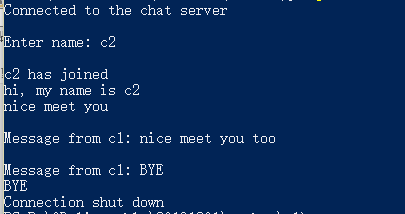 Connected to the chat server
Enter name: c2
c2 has joined
hi, my name is c2
nice meet you
Message from c1: nice meet you too
Message from c1: BYE
BYE
Connection shut down